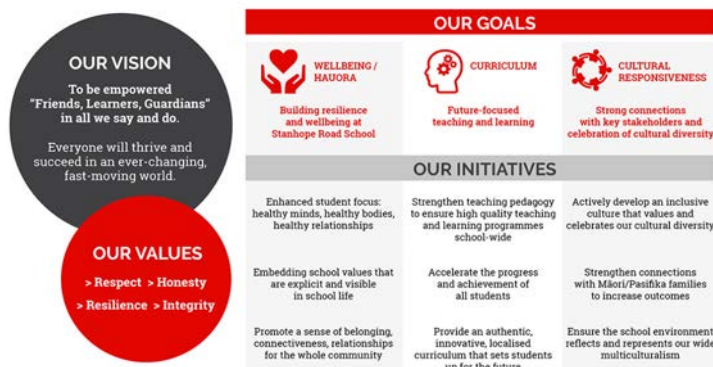 OUR VISION
To be empowered
"Friends, Learners, Guardians"
in all we say and do.
Everyone will thrive and
succeed in an ever-changing,
fast-moving world.
OUR VALUES
> Respect > Honesty
> Resilience > Integrity
OUR GOALS
WELLBEING /
HAUORA
Building resilience
and wellbeing at
Stanhope Road School
CURRICULUM
Future-focused
teaching and learning
CULTURAL
RESPONSIVENESS
Strong connections
with key stakeholders and
celebration of cultural diversity
OUR INITIATIVES
Enhanced student focus:
healthy minds, healthy bodies,
healthy relationships
Strengthen teaching pedagogy
to ensure high quality teaching
and learning programmes
school-wide
Actively develop an inclusive
culture that values and
celebrates our cultural diversity
Embedding school values that
are explicit and visible
in school life
Accelerate the progress
and achievement of
all students
Strengthen connections
with Māori/Pasifika families
to increase outcomes
Promote a sense of belonging,
connectiveness, relationships
for the whole community
Provide an authentic,
innovative, localised
curriculum that sets students
up for the future
Ensure the school environment
reflects and represents our wide
multiculturalism